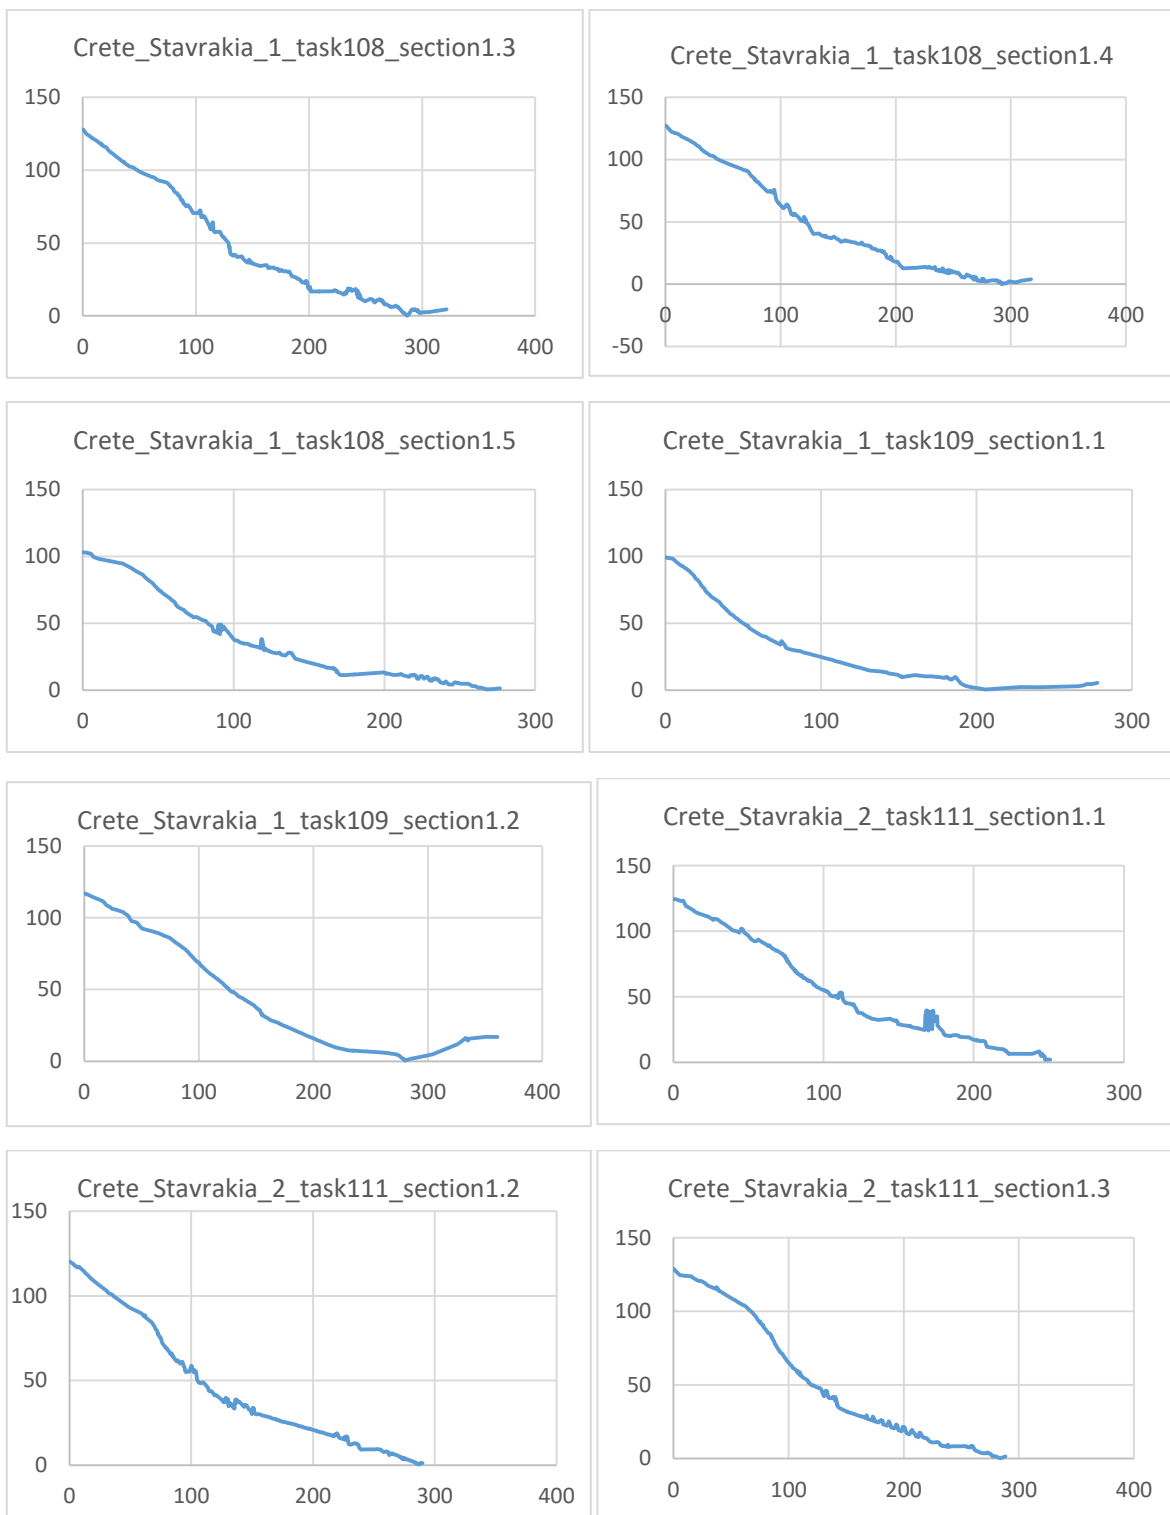 Crete_Stavrakia_1_task108_section1.3
150
100
50
0
0 100 200 300 400
Crete_Stavrakia_1_task108_section1.4
150
100
50
0
-50
0 100 200 300 400
Crete_Stavrakia_1_task108_section1.5
150
100
50
0
0 100 200 300
Crete_Stavrakia_1_task109_section1.1
150
100
50
0
0 100 200 300
Crete_Stavrakia_1_task109_section1.2
150
100
50
0
0 100 200 300 400
Crete_Stavrakia_2_task111_section1.1
150
100
50
0
0 100 200 300
Crete_Stavrakia_2_task111_section1.2
150
100
50
0
0 100 200 300 400
Crete_Stavrakia_2_task111_section1.3
150
100
50
0
0 100 200 300 400